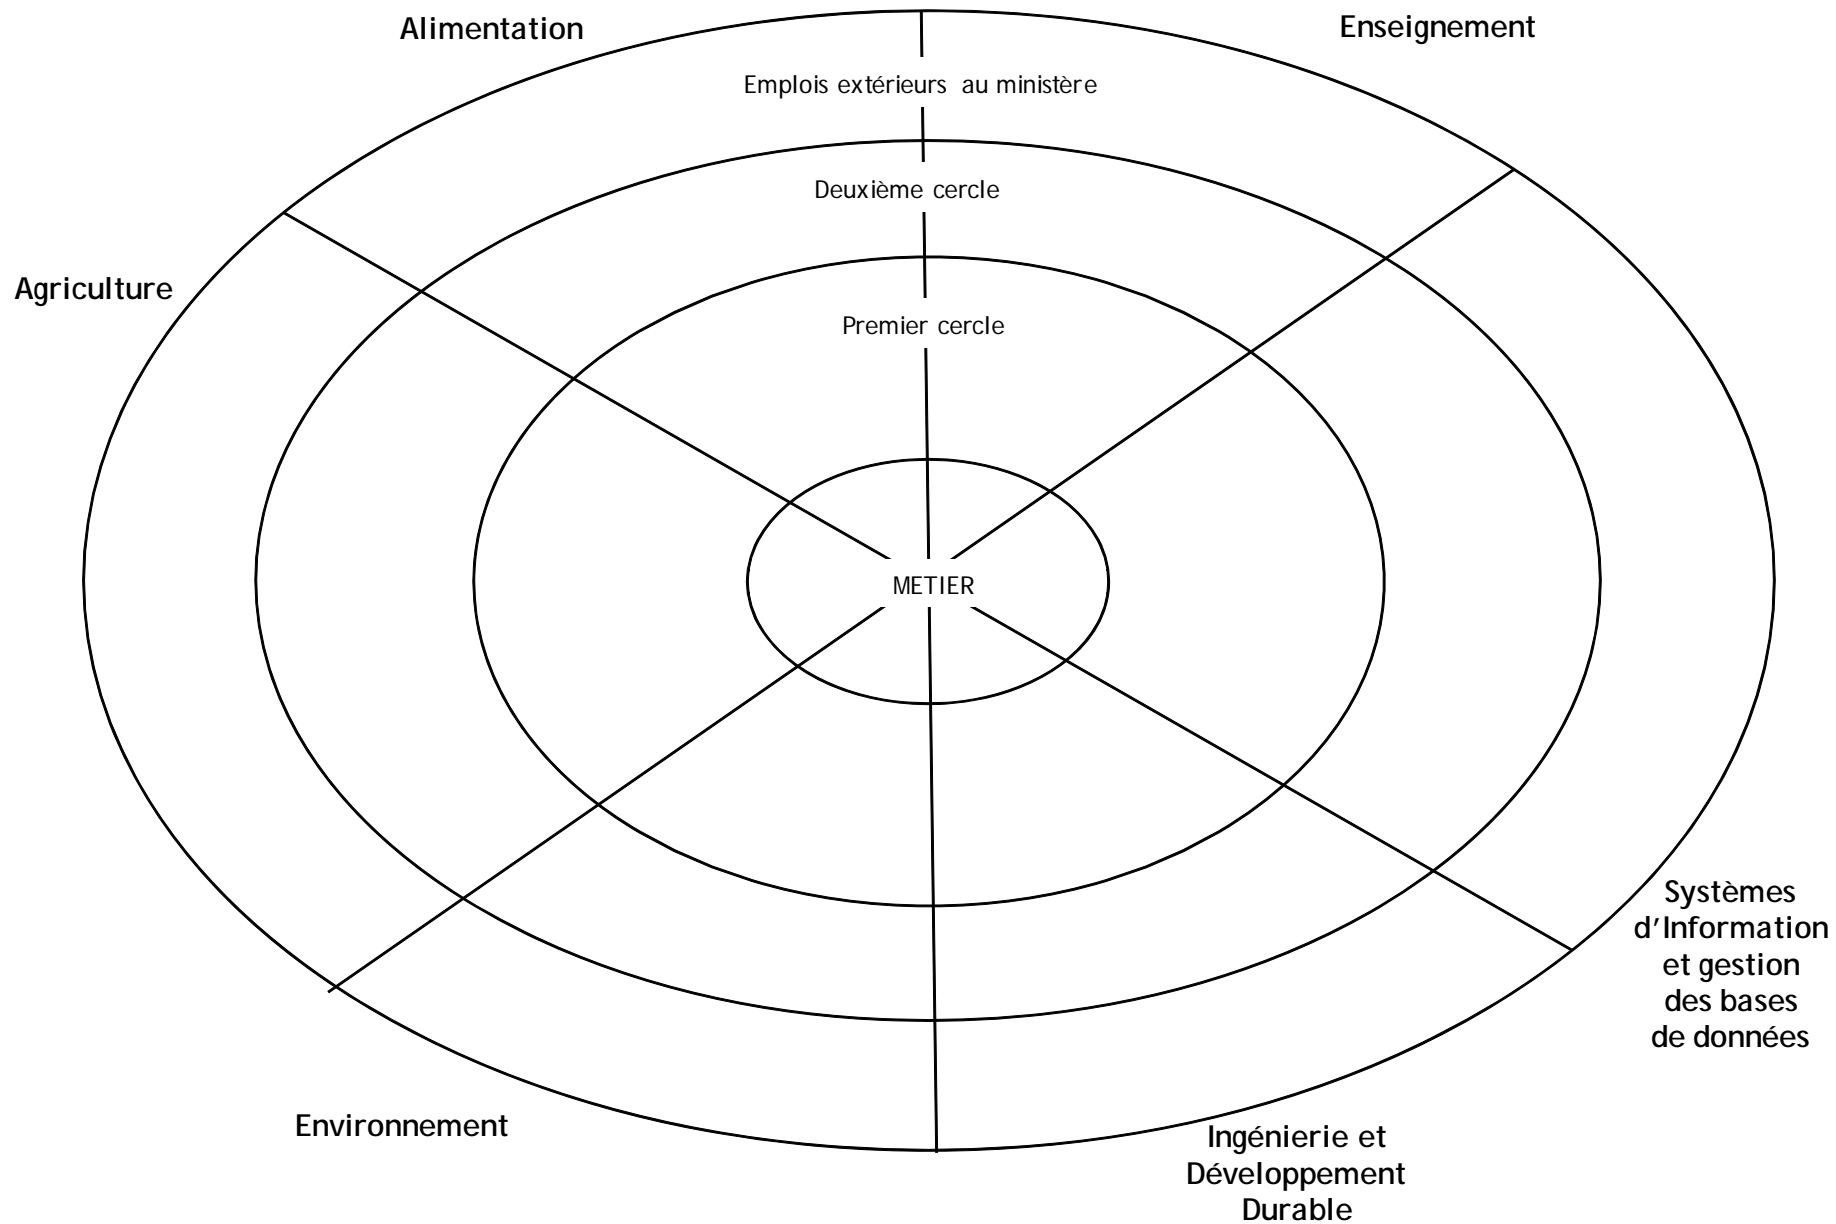 Alimentation
Enseignement
Emplois extérieurs au ministère
Deuxième cercle
Agriculture
Premier cercle
METIER
Systèmes
d'Information
et gestion
des bases
de données
Environnement
Ingénierie et
Développement
Durable